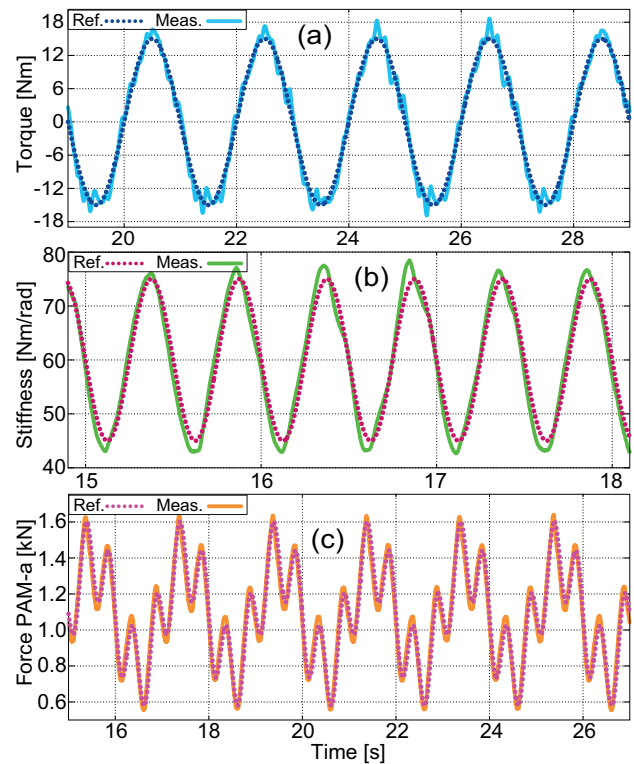 Ref. Meas.
(a)
Torque [Nm]
18
12
6
0
-6
-12
-18
20 22 24 26 28
Ref. Meas.
(b)
Stiffness [Nm/rad]
80
70
60
50
40
15 16 17 18
Ref. Meas.
(c)
Force PAM-a [kN]
1.6
1.4
1.2
1.0
0.8
0.6
16 18 20 22 24 26
Time [s]